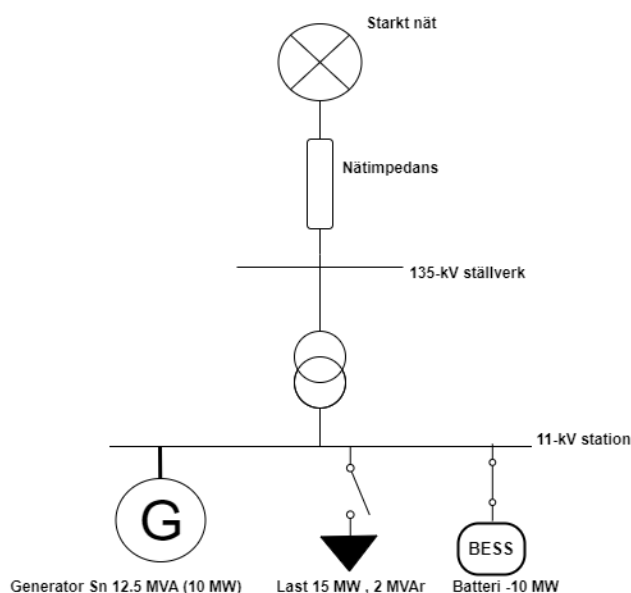 Starkt nät
Nätimpedans
135-kV ställverk
11-kV station
G
BESS
Generator Sn 12.5 MVA (10 MW)
Last 15 MW , 2 MVAr
Batteri -10 MW